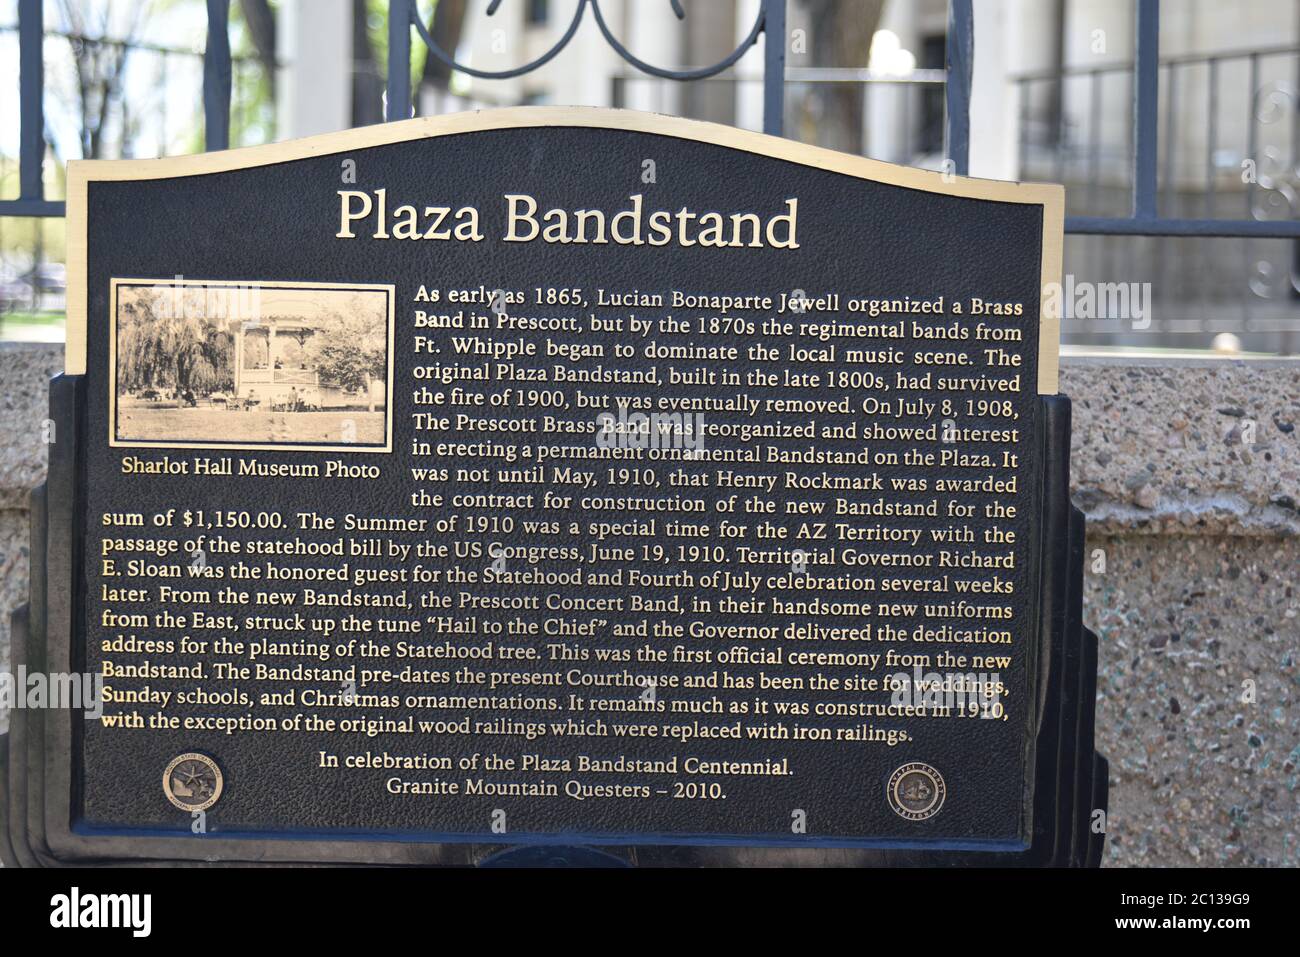 Plaza Bandstand
As early as 1865, Lucian Bonaparte Jewell organized a Brass
Band in Prescott, but by the 1870s the regimental bands from
Ft. Whipple began to dominate the local music scene. The
original Plaza Bandstand, built in the late 1800s, had survived
the fire of 1900, but was eventually removed. On July 8, 1908,
The Prescott Brass Band was reorganized and showed interest
in erecting a permanent ornamental Bandstand on the Plaza. It
was not until May, 1910, that Henry Rockmark was awarded
the contract for construction of the new Bandstand for the
sum of $1,150.00. The Summer of 1910 was a special time for the AZ Territory with the
passage of the statehood bill by the US Congress, June 19, 1910. Territorial Governor Richard
E. Sloan was the honored guest for the Statehood and Fourth of July celebration several weeks
later. From the new Bandstand, the Prescott Concert Band, in their handsome new uniforms
from the East, struck up the tune “Hail to the Chief” and the Governor delivered the dedication
address for the planting of the Statehood tree. This was the first official ceremony from the new
Bandstand. The Bandstand pre-dates the present Courthouse and has been the site for weddings,
Sunday schools, and Christmas ornamentations. It remains much as it was constructed in 1910,
with the exception of the original wood railings which were replaced with iron railings.
Sharlot Hall Museum Photo
In celebration of the Plaza Bandstand Centennial.
Granite Mountain Questers – 2010.
YAVAPAI COUNTY
ARIZONA
alamy
Image ID: 2C139G9
www.alamy.com